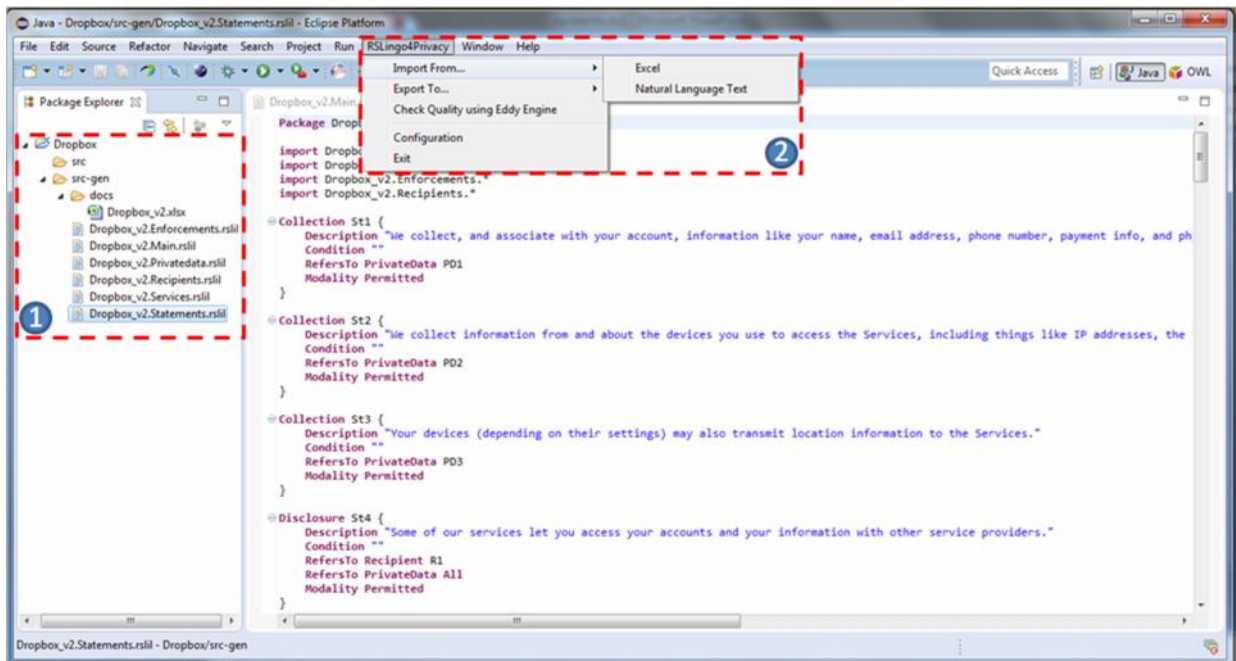 Java - Dropbox/src-gen/Dropbox_v2.Statements.rslil - Eclipse Platform
File Edit Source Refactor Navigate Search Project Run RSLingo4Privacy Window Help
Import From...
Export To...
Check Quality using Eddy Engine
Configuration
Exit
Excel
Natural Language Text
2
Quick Access
Java
OWL
Package Explorer
Dropbox
src
src-gen
docs
Dropbox_v2.xlsx
Dropbox_v2.Enforcements.rslil
Dropbox_v2.Main.rslil
Dropbox_v2.Privatedata.rslil
Dropbox_v2.Recipients.rslil
Dropbox_v2.Services.rslil
Dropbox_v2.Statements.rslil
1
Dropbox_v2.Main.
Package Drop
import Dropb
import Dropb
import Dropbox_v2.Enforcements.*
import Dropbox_v2.Recipients.*
Collection St1 {
Description "We collect, and associate with your account, information like your name, email address, phone number, payment info, and ph
Condition ""
RefersTo PrivateData PD1
Modality Permitted
}
Collection St2 {
Description "We collect information from and about the devices you use to access the Services, including things like IP addresses, the
Condition ""
RefersTo PrivateData PD2
Modality Permitted
}
Collection St3 {
Description "Your devices (depending on their settings) may also transmit location information to the Services."
Condition ""
RefersTo PrivateData PD3
Modality Permitted
}
Disclosure St4 {
Description "Some of our services let you access your accounts and your information with other service providers."
Condition ""
RefersTo Recipient R1
RefersTo PrivateData All
Modality Permitted
}
Dropbox_v2.Statements.rslil - Dropbox/src-gen